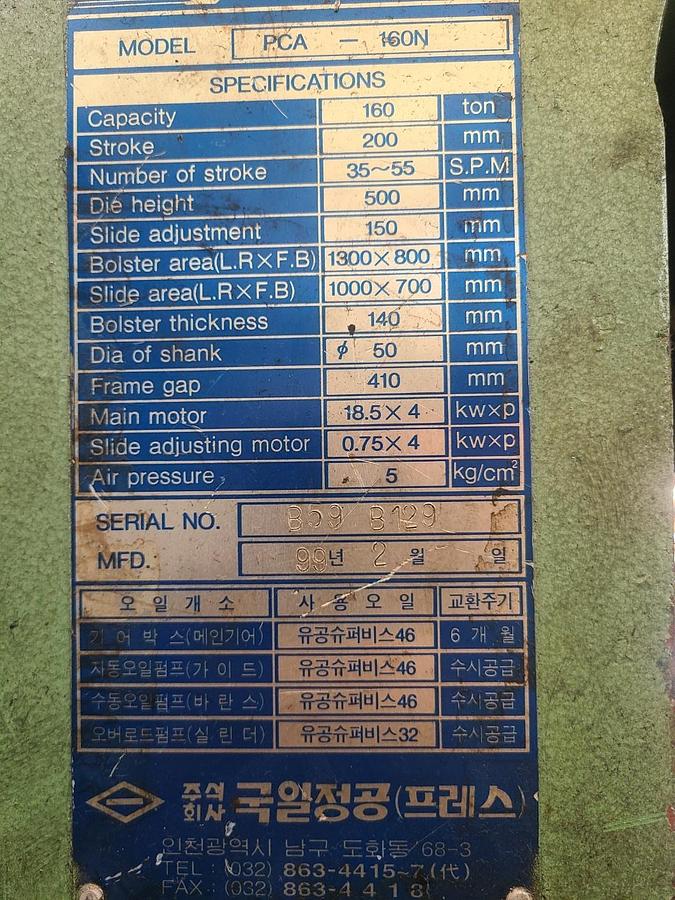 MODEL PCA - 160N
SPECIFICATIONS
Capacity 160 ton
Stroke 200 mm
Number of stroke 35~55 S.P.M
Die height 500 mm
Slide adjustment 150 mm
Bolster area(L.R×F.B) 1300×800 mm
Slide area(L.R×F.B) 1000×700 mm
Bolster thickness 140 mm
Dia of shank ϕ 50 mm
Frame gap 410 mm
Main motor 18.5×4 kw×p
Slide adjusting motor 0.75×4 kw×p
Air pressure 5 kg/cm²
SERIAL NO. B59 B129
MFD. 99년 2 월 일
오 일 개 소 사 용 오 일 교환주기
기 어 박 스(메인기어) 유공슈퍼비스46 6 개 월
자동오일펌프(가 이 드) 유공슈퍼비스46 수시공급
수동오일펌프(바 란 스) 유공슈퍼비스46 수시공급
오버로드펌프(실 린 더) 유공슈퍼비스32 수시공급
주식회사 국일정공(프레스)
인천광역시 남구 도화동 68-3
TEL : (032) 863-4415~7(代)
FAX : (032) 863-4418